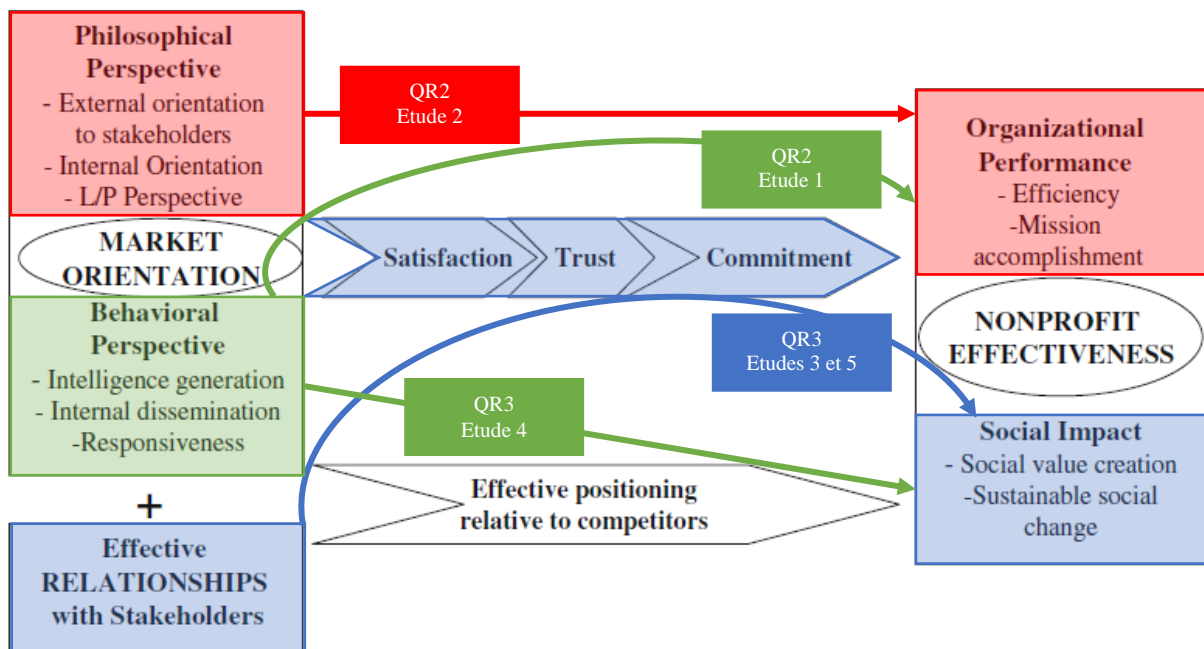 Philosophical
Perspective
- External orientation
to stakeholders
- Internal Orientation
- L/P Perspective
MARKET
ORIENTATION
Behavioral
Perspective
- Intelligence generation
- Internal dissemination
-Responsiveness
+
Effective
RELATIONSHIPS
with Stakeholders
QR2
Etude 2
QR2
Etude 1
Satisfaction
Trust
Commitment
QR3
Etudes 3 et 5
QR3
Etude 4
Effective positioning
relative to competitors
Organizational
Performance
- Efficiency
-Mission
accomplishment
NONPROFIT
EFFECTIVENESS
Social Impact
- Social value creation
-Sustainable social
change